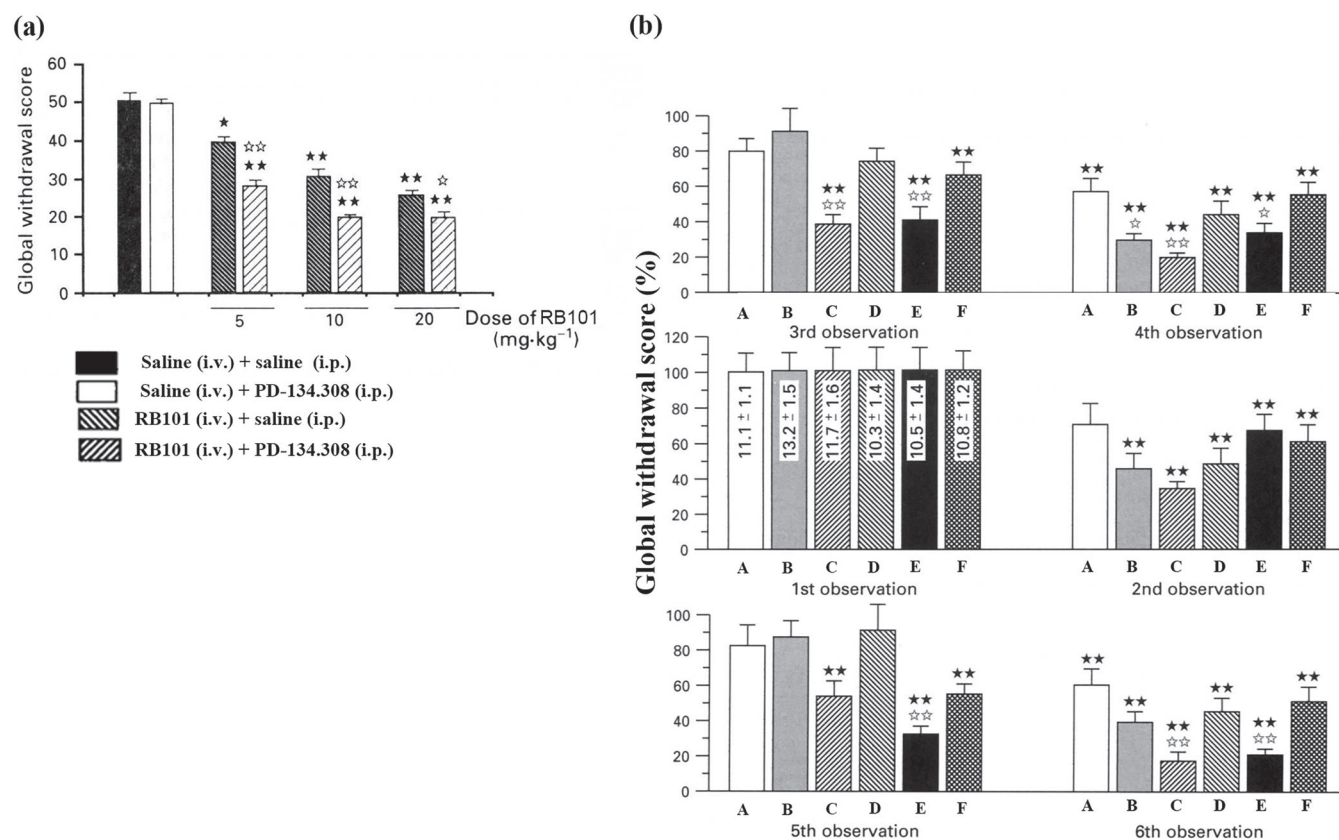 (a)
Global withdrawal score
60
50
40
30
20
10
0
★
☆☆
★★
★★
☆☆
★★
★★
☆
★★
5
10
20
Dose of RB101
(mg·kg⁻¹)
Saline (i.v.) + saline (i.p.)
Saline (i.v.) + PD-134.308 (i.p.)
RB101 (i.v.) + saline (i.p.)
RB101 (i.v.) + PD-134.308 (i.p.)
(b)
Global withdrawal score (%)
100
80
60
40
20
0
★★
☆☆
★★
☆☆
★★
A B C D E F
3rd observation
★★
★★
☆
★★
☆☆
★★
★★
☆
★★
A B C D E F
4th observation
120
100
80
60
40
20
0
11.1 ± 1.1
13.2 ± 1.5
11.7 ± 1.6
10.3 ± 1.4
10.5 ± 1.4
10.8 ± 1.2
A B C D E F
1st observation
★★
★★
★★
★★
★★
A B C D E F
2nd observation
100
80
60
40
20
0
★★
★★
☆☆
★★
A B C D E F
5th observation
★★
★★
★★
☆☆
★★
★★
☆☆
★★
A B C D E F
6th observation